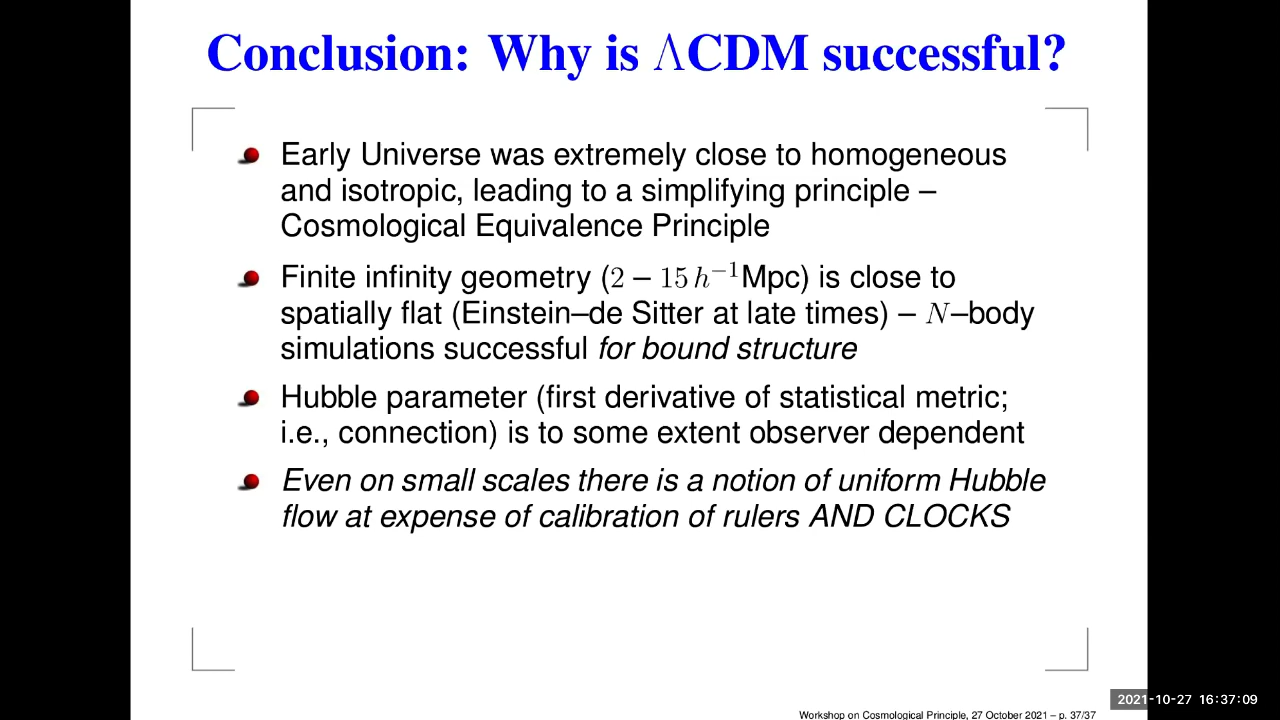 Conclusion: Why is ΛCDM successful?
Early Universe was extremely close to homogeneous
and isotropic, leading to a simplifying principle –
Cosmological Equivalence Principle
Finite infinity geometry (2 – 15 h⁻¹Mpc) is close to
spatially flat (Einstein–de Sitter at late times) – N–body
simulations successful for bound structure
Hubble parameter (first derivative of statistical metric;
i.e., connection) is to some extent observer dependent
Even on small scales there is a notion of uniform Hubble
flow at expense of calibration of rulers AND CLOCKS
2021-10-27 16:37:09
Workshop on Cosmological Principle, 27 October 2021 – p. 37/37